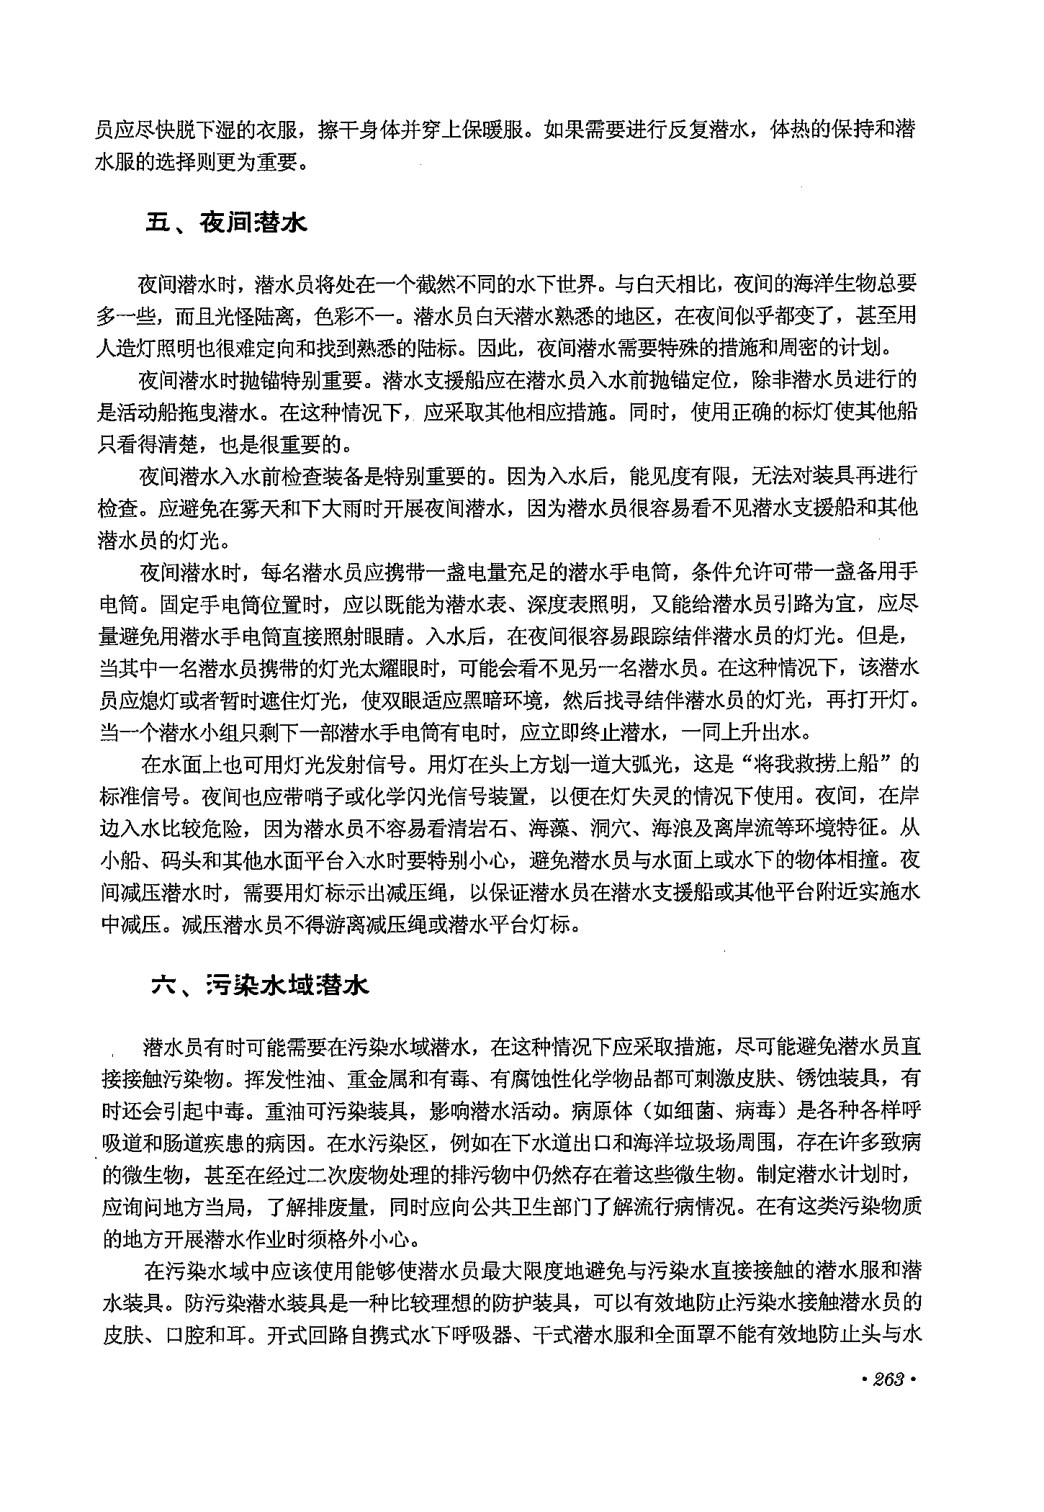 员应尽快脱下湿的衣服，擦干身体并穿上保暖服。如果需要进行反复潜水，体热的保持和潜
水服的选择则更为重要。
五、夜间潜水
夜间潜水时，潜水员将处在一个截然不同的水下世界。与白天相比，夜间的海洋生物总要
多一些，而且光怪陆离，色彩不一。潜水员白天潜水熟悉的地区，在夜间似乎都变了，甚至用
人造灯照明也很难定向和找到熟悉的陆标。因此，夜间潜水需要特殊的措施和周密的计划。
夜间潜水时抛锚特别重要。潜水支援船应在潜水员入水前抛锚定位，除非潜水员进行的
是活动船拖曳潜水。在这种情况下，应采取其他相应措施。同时，使用正确的标灯使其他船
只看得清楚，也是很重要的。
夜间潜水入水前检查装备是特别重要的。因为入水后，能见度有限，无法对装具再进行
检查。应避免在雾天和下大雨时开展夜间潜水，因为潜水员很容易看不见潜水支援船和其他
潜水员的灯光。
夜间潜水时，每名潜水员应携带一盏电量充足的潜水手电筒，条件允许可带一盏备用手
电筒。固定手电筒位置时，应以既能为潜水表、深度表照明，又能给潜水员引路为宜，应尽
量避免用潜水手电筒直接照射眼睛。入水后，在夜间很容易跟踪结伴潜水员的灯光。但是，
当其中一名潜水员携带的灯光太耀眼时，可能会看不见另一名潜水员。在这种情况下，该潜水
员应熄灯或者暂时遮住灯光，使双眼适应黑暗环境，然后找寻结伴潜水员的灯光，再打开灯。
当一个潜水小组只剩下一部潜水手电筒有电时，应立即终止潜水，一同上升出水。
在水面上也可用灯光发射信号。用灯在头上方划一道大弧光，这是“将我救捞上船”的
标准信号。夜间也应带哨子或化学闪光信号装置，以便在灯失灵的情况下使用。夜间，在岸
边入水比较危险，因为潜水员不容易看清岩石、海藻、洞穴、海浪及离岸流等环境特征。从
小船、码头和其他水面平台入水时要特别小心，避免潜水员与水面上或水下的物体相撞。夜
间减压潜水时，需要用灯标示出减压绳，以保证潜水员在潜水支援船或其他平台附近实施水
中减压。减压潜水员不得游离减压绳或潜水平台灯标。
六、污染水域潜水
潜水员有时可能需要在污染水域潜水，在这种情况下应采取措施，尽可能避免潜水员直
接接触污染物。挥发性油、重金属和有毒、有腐蚀性化学物品都可刺激皮肤、锈蚀装具，有
时还会引起中毒。重油可污染装具，影响潜水活动。病原体（如细菌、病毒）是各种各样呼
吸道和肠道疾患的病因。在水污染区，例如在下水道出口和海洋垃圾场周围，存在许多致病
的微生物，甚至在经过二次废物处理的排污物中仍然存在着这些微生物。制定潜水计划时，
应询问地方当局，了解排废量，同时应向公共卫生部门了解流行病情况。在有这类污染物质
的地方开展潜水作业时须格外小心。
在污染水域中应该使用能够使潜水员最大限度地避免与污染水直接接触的潜水服和潜
水装具。防污染潜水装具是一种比较理想的防护装具，可以有效地防止污染水接触潜水员的
皮肤、口腔和耳。开式回路自携式水下呼吸器、干式潜水服和全面罩不能有效地防止头与水
·263·